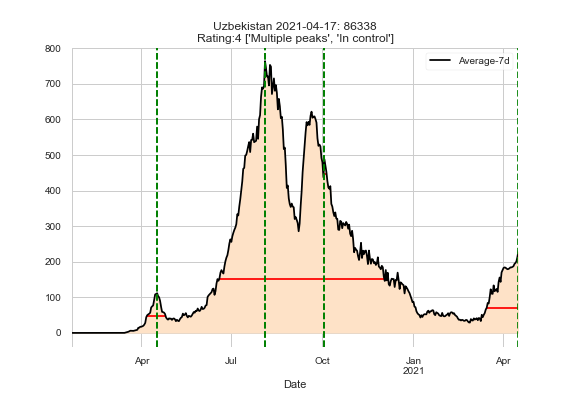 Uzbekistan 2021-04-17: 86338
Rating:4 ['Multiple peaks', 'In control']
800
700
600
500
400
300
200
100
0
Average-7d
Apr
Jul
Oct
Jan
2021
Apr
Date